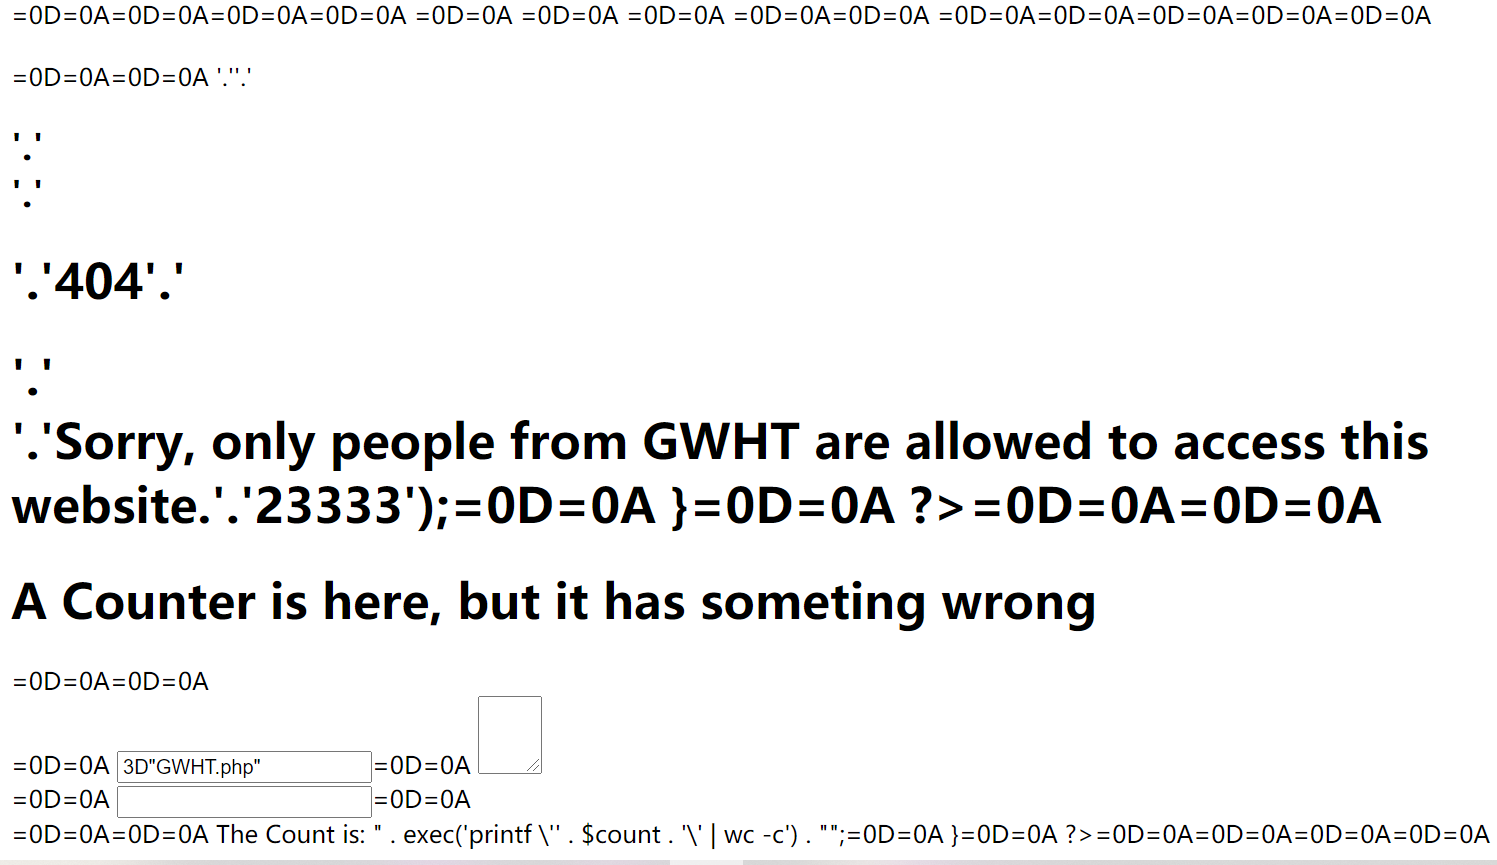 =0D=0A=0D=0A=0D=0A=0D=0A =0D=0A =0D=0A =0D=0A =0D=0A=0D=0A =0D=0A=0D=0A=0D=0A=0D=0A=0D=0A
=0D=0A=0D=0A '.''.'
'.'
'.'
'.'404'.'
'.'
'.'Sorry, only people from GWHT are allowed to access this
website.'.'23333');=0D=0A }=0D=0A ?>=0D=0A=0D=0A
A Counter is here, but it has someting wrong
=0D=0A=0D=0A
=0D=0A 3D"GWHT.php" =0D=0A
=0D=0A =0D=0A
=0D=0A=0D=0A The Count is: " . exec('printf \'' . $count . '\' | wc -c') . "";=0D=0A }=0D=0A ?>=0D=0A=0D=0A=0D=0A=0D=0A